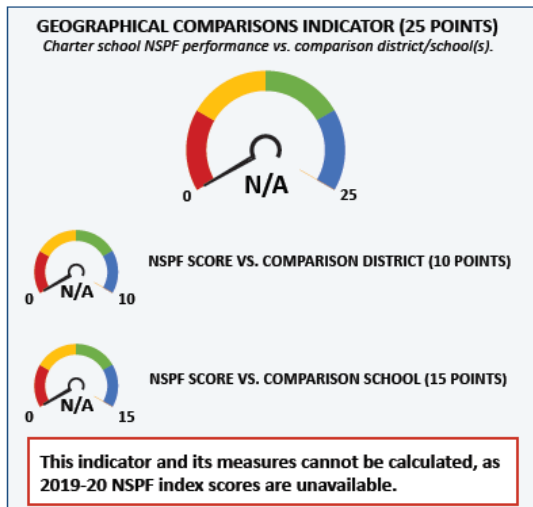 GEOGRAPHICAL COMPARISONS INDICATOR (25 POINTS)
Charter school NSPF performance vs. comparison district/school(s).
N/A
0 25
NSPF SCORE VS. COMPARISON DISTRICT (10 POINTS)
N/A
0 10
NSPF SCORE VS. COMPARISON SCHOOL (15 POINTS)
N/A
0 15
This indicator and its measures cannot be calculated, as
2019-20 NSPF index scores are unavailable.